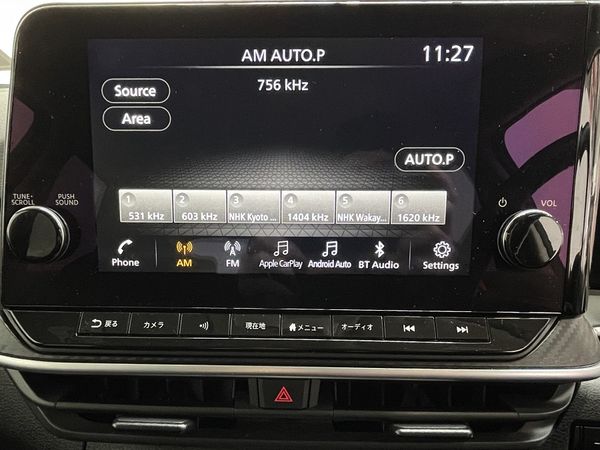 AM AUTO.P
11:27
756 kHz
Source
Area
AUTO.P
1 2 3 4 5 6
531 kHz 603 kHz NHK Kyoto ... 1404 kHz NHK Wakay... 1620 kHz
Phone AM FM Apple CarPlay Android Auto BT Audio Settings
TUNE•
SCROLL
PUSH
SOUND
VOL
戻る カメラ 現在地 メニュー オーディオ